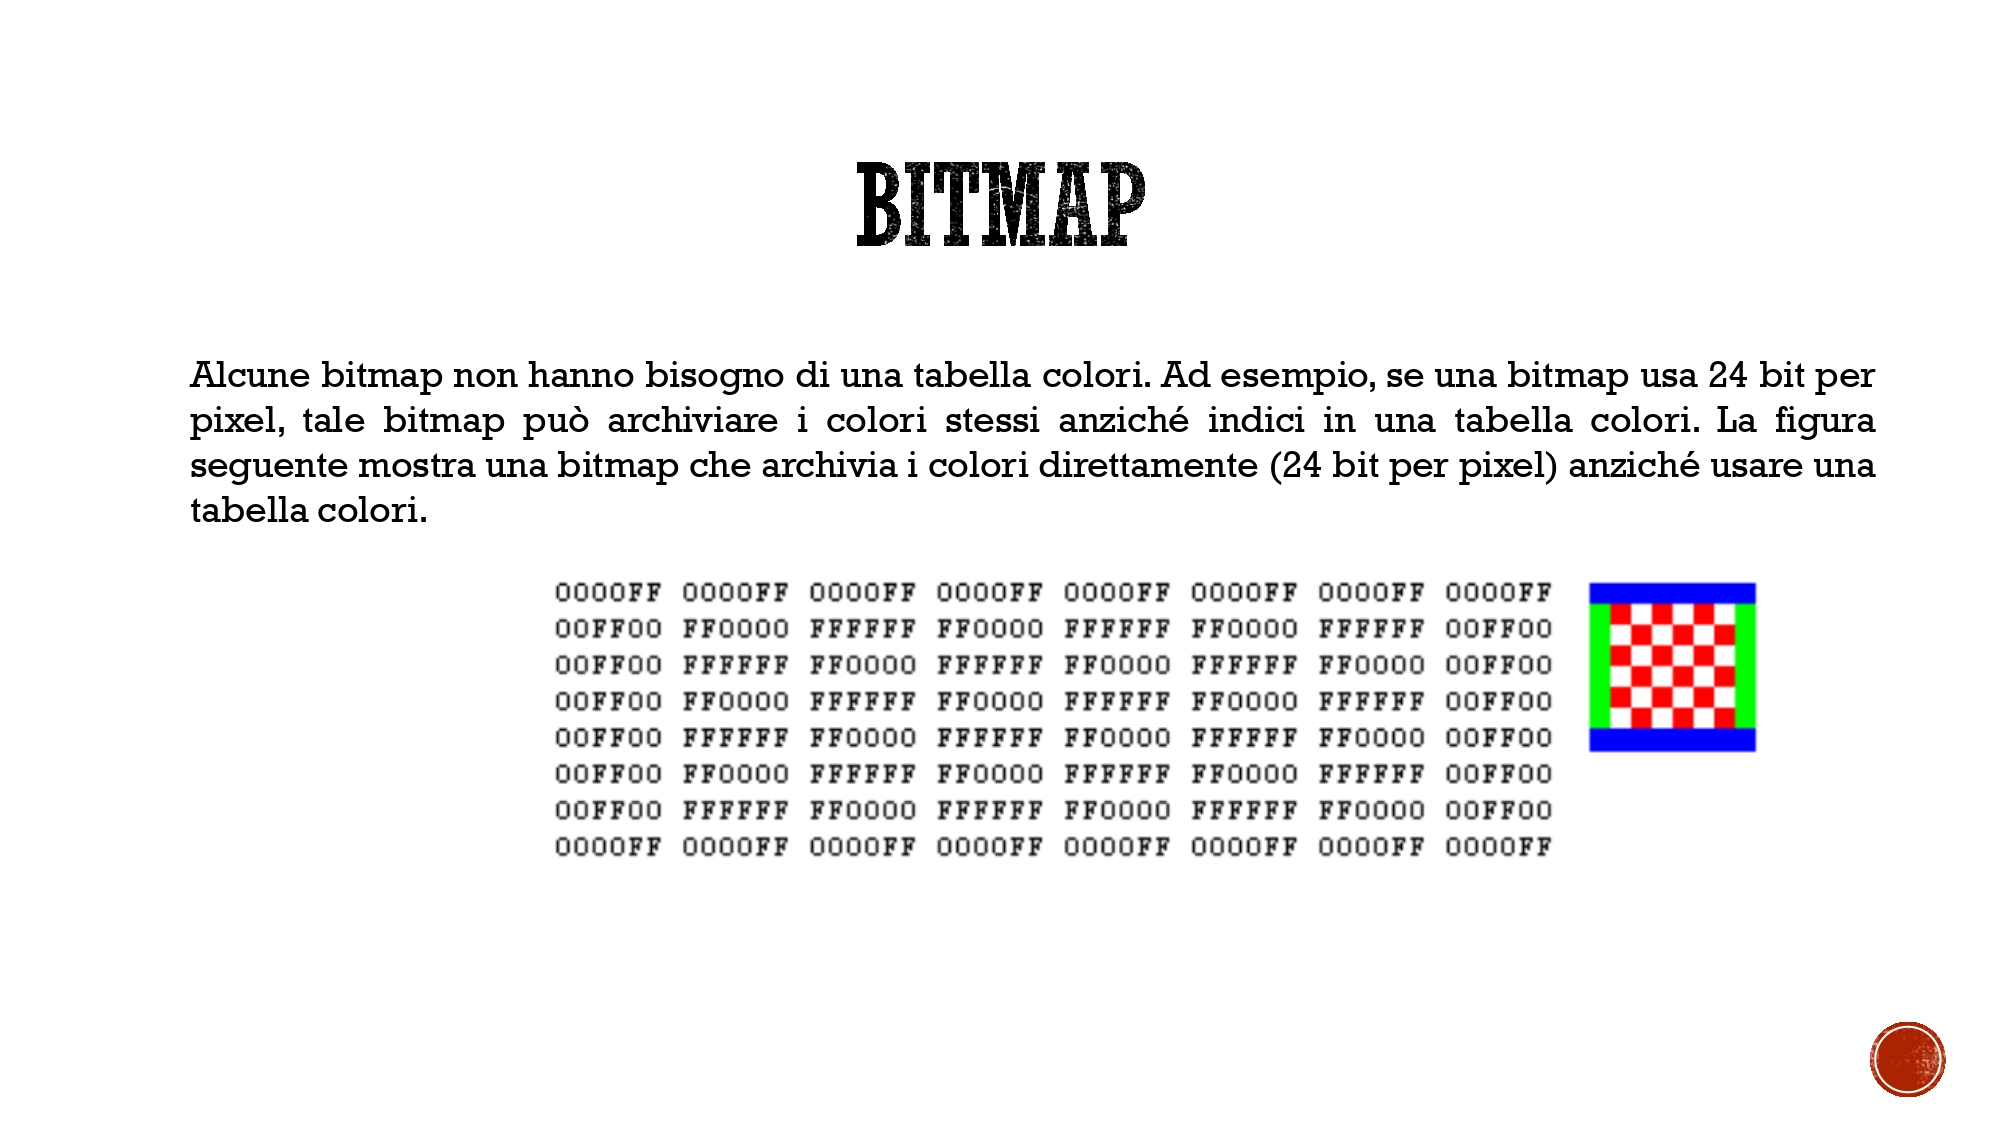 BITMAP
Alcune bitmap non hanno bisogno di una tabella colori. Ad esempio, se una bitmap usa 24 bit per
pixel, tale bitmap può archiviare i colori stessi anziché indici in una tabella colori. La figura
seguente mostra una bitmap che archivia i colori direttamente (24 bit per pixel) anziché usare una
tabella colori.
0000FF 0000FF 0000FF 0000FF 0000FF 0000FF 0000FF 0000FF
00FF00 FF0000 FFFFFF FF0000 FFFFFF FF0000 FFFFFF 00FF00
00FF00 FFFFFF FF0000 FFFFFF FF0000 FFFFFF FF0000 00FF00
00FF00 FF0000 FFFFFF FF0000 FFFFFF FF0000 FFFFFF 00FF00
00FF00 FFFFFF FF0000 FFFFFF FF0000 FFFFFF FF0000 00FF00
00FF00 FF0000 FFFFFF FF0000 FFFFFF FF0000 FFFFFF 00FF00
00FF00 FFFFFF FF0000 FFFFFF FF0000 FFFFFF FF0000 00FF00
0000FF 0000FF 0000FF 0000FF 0000FF 0000FF 0000FF 0000FF